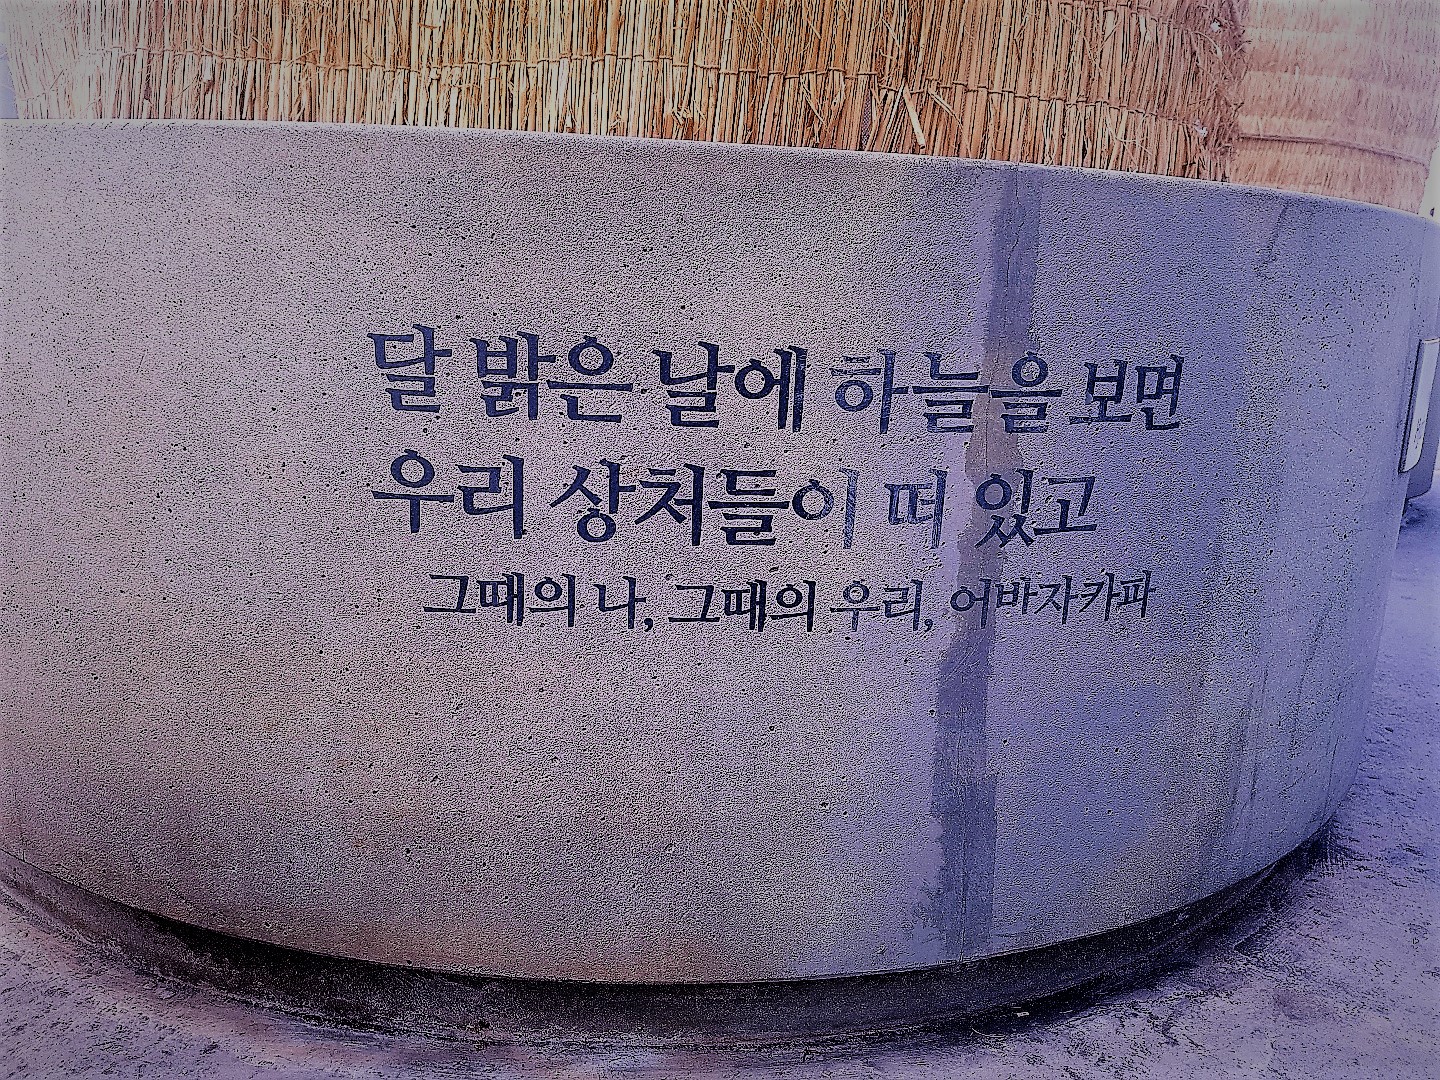 달 밝은 날에 하늘을 보면
우리 상처들이 떠 있고
그때의 나, 그때의 우리, 어바자카파